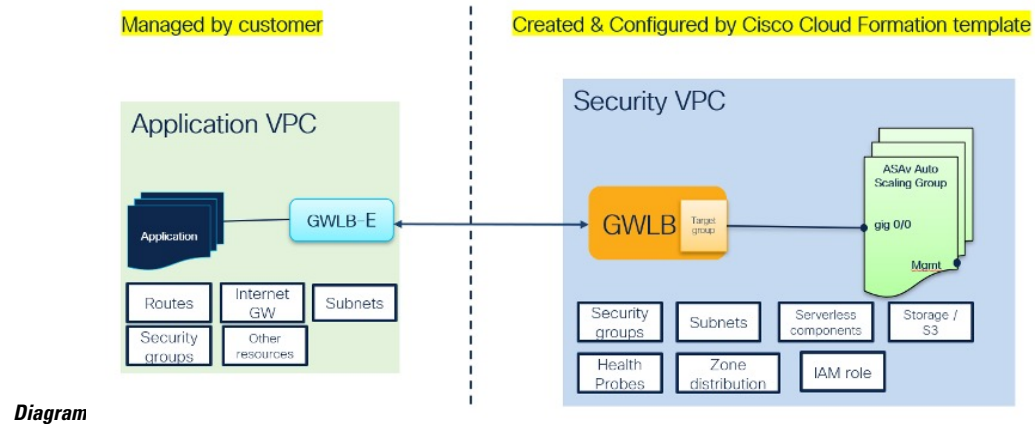 Managed by customer
Created & Configured by Cisco Cloud Formation template
Application VPC
Application
GWLB-E
Routes
Internet
GW
Subnets
Security
groups
Other
resources
Security VPC
GWLB
Target
group
ASAv Auto
Scaling Group
gig 0/0
Mgmt
Security
groups
Subnets
Serverless
components
Storage /
S3
Health
Probes
Zone
distribution
IAM role
Diagram